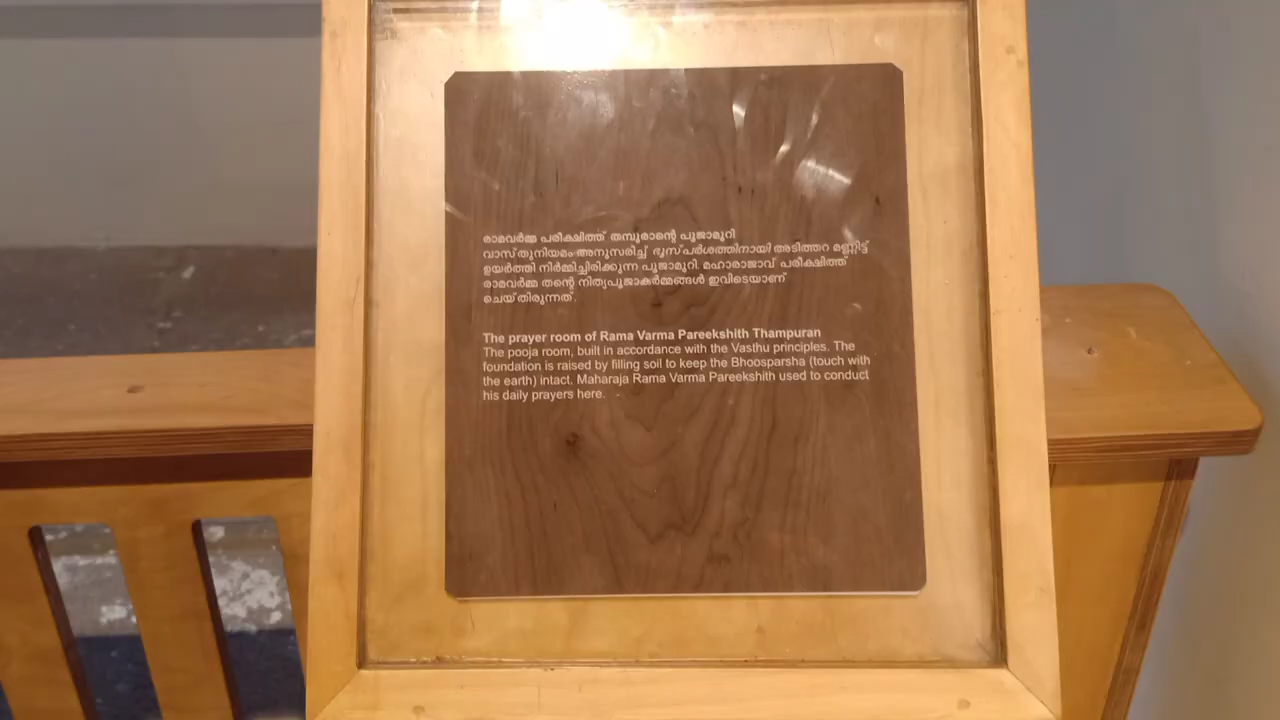 രാമവർമ്മ പരീക്ഷിത്ത് തമ്പുരാന്റെ പൂജാമുറി
വാസ്തുനിയമം അനുസരിച്ച് ഭൂസ്പർശത്തിനായി അടിത്തറ മണ്ണിട്ട്
ഉയർത്തി നിർമ്മിച്ചിരിക്കുന്ന പൂജാമുറി. മഹാരാജാവ് പരീക്ഷിത്ത്
രാമവർമ്മ തന്റെ നിത്യപൂജാകർമ്മങ്ങൾ ഇവിടെയാണ്
ചെയ്തിരുന്നത്.
The prayer room of Rama Varma Pareekshith Thampuran
The pooja room, built in accordance with the Vasthu principles. The
foundation is raised by filling soil to keep the Bhoosparsha (touch with
the earth) intact. Maharaja Rama Varma Pareekshith used to conduct
his daily prayers here.